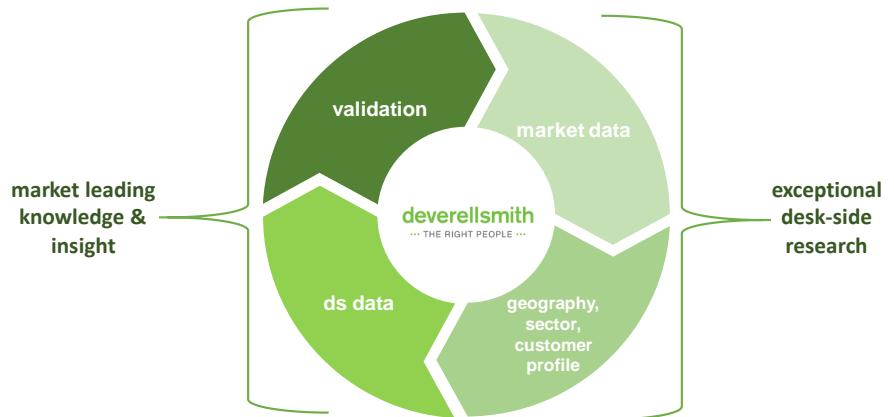 validation
market data
market leading
knowledge &
insight
deverellsmith
··· THE RIGHT PEOPLE ···
exceptional
desk-side
research
ds data
geography,
sector,
customer
profile